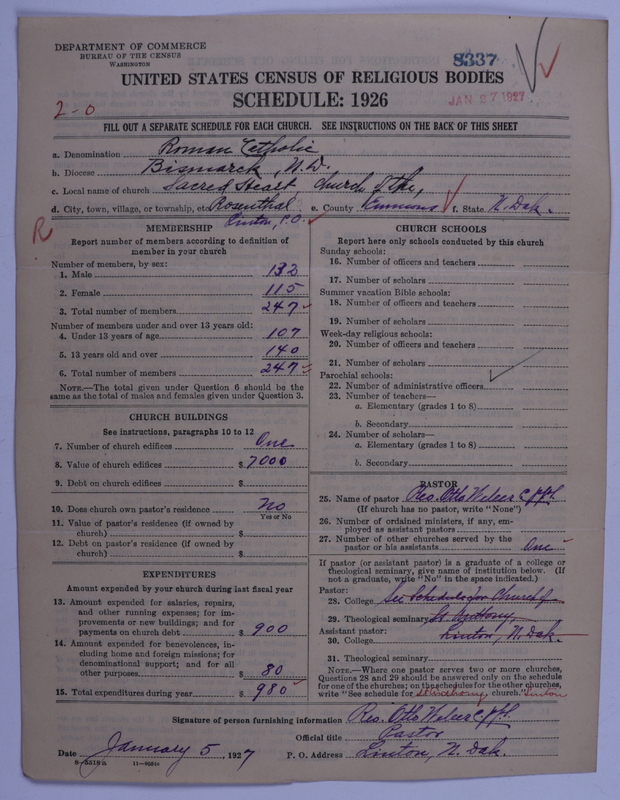 DEPARTMENT OF COMMERCE
BUREAU OF THE CENSUS
WASHINGTON
8337
UNITED STATES CENSUS OF RELIGIOUS BODIES
SCHEDULE: 1926
JAN 27 1927
2-0
FILL OUT A SEPARATE SCHEDULE FOR EACH CHURCH. SEE INSTRUCTIONS ON THE BACK OF THIS SHEET
a. Denomination Roman Catholic
b. Diocese Bismarck, N.D.
c. Local name of church Sacred Heart Church of the,
d. City, town, village, or township, etc. Rosenthal e. County Emmons f. State N. Dak.
Linton, P.O.
R
MEMBERSHIP
Report number of members according to definition of member in your church
Number of members, by sex:
1. Male 132
2. Female 115
3. Total number of members 247
Number of members under and over 13 years old:
4. Under 13 years of age 107
5. 13 years old and over 140
6. Total number of members 247
NOTE.—The total given under Question 6 should be the same as the total of males and females given under Question 3.
CHURCH BUILDINGS
See instructions, paragraphs 10 to 12
7. Number of church edifices One
8. Value of church edifices $ 7000
9. Debt on church edifices $
10. Does church own pastor's residence No
Yes or No
11. Value of pastor's residence (if owned by church) $
12. Debt on pastor's residence (if owned by church) $
EXPENDITURES
Amount expended by your church during last fiscal year
13. Amount expended for salaries, repairs, and other running expenses; for improvements or new building; and for payments on church debt $ 900
14. Amount expended for benevolences, including home and foreign missions; for denominational support; and for all other purposes $ 80
15. Total expenditures during year $ 980
CHURCH SCHOOLS
Report here only schools conducted by this church
Sunday schools:
16. Number of officers and teachers
17. Number of scholars
Summer vacation Bible schools:
18. Number of officers and teachers
19. Number of scholars
Week-day religious schools:
20. Number of officers and teachers
21. Number of scholars
Parochial schools:
22. Number of administrative officers
23. Number of teachers—
a. Elementary (grades 1 to 8)
b. Secondary
24. Number of scholars—
a. Elementary (grades 1 to 8)
b. Secondary
PASTOR
25. Name of pastor Rev. Otto
(If church has no pastor, write "None")
26. Number of ordained ministers, if any, employed as assistant pastors
27. Number of other churches served by the pastor or his assistants One
If pastor (or assistant pastor) is a graduate of a college or theological seminary, give name of institution below. (If not a graduate, write "No" in the space indicated.)
Pastor:
28. College See Schedule for Church of
29. Theological seminary St. Anthony,
Assistant pastor: Linton, N. Dak.
30. College
31. Theological seminary
NOTE.—Where one pastor serves two or more churches, Questions 28 and 29 should be answered only on the schedule for one of the churches; on the schedules for the other churches, write "See schedule for St Anthony church." Linton
Signature of person furnishing information Rev. Otto
Official title Pastor
Date January 5, 1927 P. O. Address Linton, N. Dak.